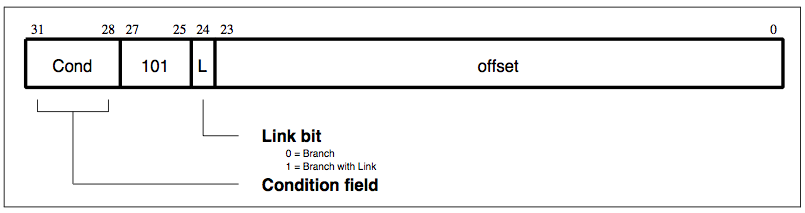 31 28 27 25 24 23 0
Cond 101 L offset
Link bit
0 = Branch
1 = Branch with Link
Condition field